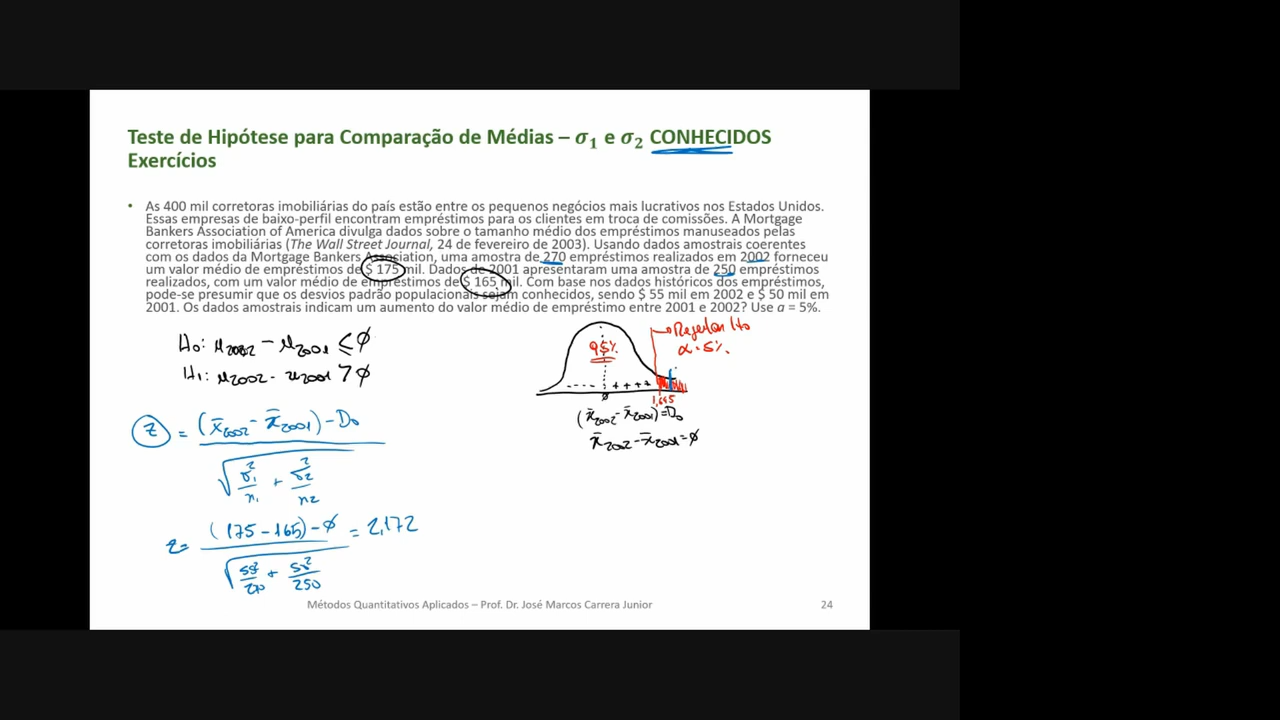 Teste de Hipótese para Comparação de Médias – σ₁ e σ₂ CONHECIDOS
Exercícios
• As 400 mil corretoras imobiliárias do país estão entre os pequenos negócios mais lucrativos nos Estados Unidos.
Essas empresas de baixo-perfil encontram empréstimos para os clientes em troca de comissões. A Mortgage
Bankers Association of America divulga dados sobre o tamanho médio dos empréstimos manuseados pelas
corretoras imobiliárias (The Wall Street Journal, 24 de fevereiro de 2003). Usando dados amostrais coerentes
com os dados da Mortgage Bankers Association, uma amostra de 270 empréstimos realizados em 2002 forneceu
um valor médio de empréstimos de $ 175 mil. Dados de 2001 apresentaram uma amostra de 250 empréstimos
realizados, com um valor médio de empréstimos de $ 165 mil. Com base nos dados históricos dos empréstimos,
pode-se presumir que os desvios padrão populacionais sejam conhecidos, sendo $ 55 mil em 2002 e $ 50 mil em
2001. Os dados amostrais indicam um aumento do valor médio de empréstimo entre 2001 e 2002? Use a = 5%.
H₀: μ2002 - μ2001 ≤ ∅
H₁: μ2002 - μ2001 > ∅
z = (x̄2002 - x̄2001) - D₀
√ σ₁²/n₁ + σ₂²/n₂
z = (175 - 165) - ∅ = 2,172
√ 55²/270 + 50²/250
Rejeitar H₀
α = 5%
95%
- - - - + + + +
∅ 1,645
(x̄2002 - x̄2001) = D₀
x̄2002 - x̄2001 = ∅
Métodos Quantitativos Aplicados – Prof. Dr. José Marcos Carrera Junior 24